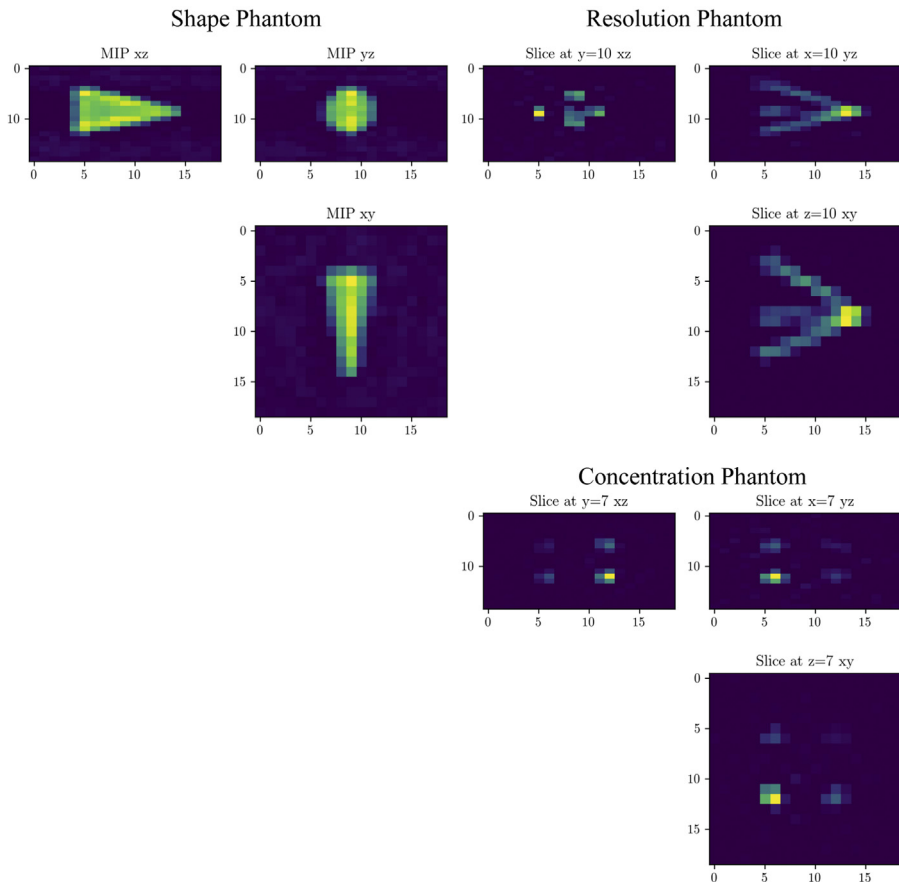 Shape Phantom
Resolution Phantom
MIP xz
MIP yz
Slice at y=10 xz
Slice at x=10 yz
0
10
0 5 10 15
0 5 10 15
0
10
0 5 10 15
0 5 10 15
MIP xy
Slice at z=10 xy
0
5
10
15
0 5 10 15
0
5
10
15
0 5 10 15
Concentration Phantom
Slice at y=7 xz
Slice at x=7 yz
0
10
0 5 10 15
0
10
0 5 10 15
Slice at z=7 xy
0
5
10
15
0 5 10 15